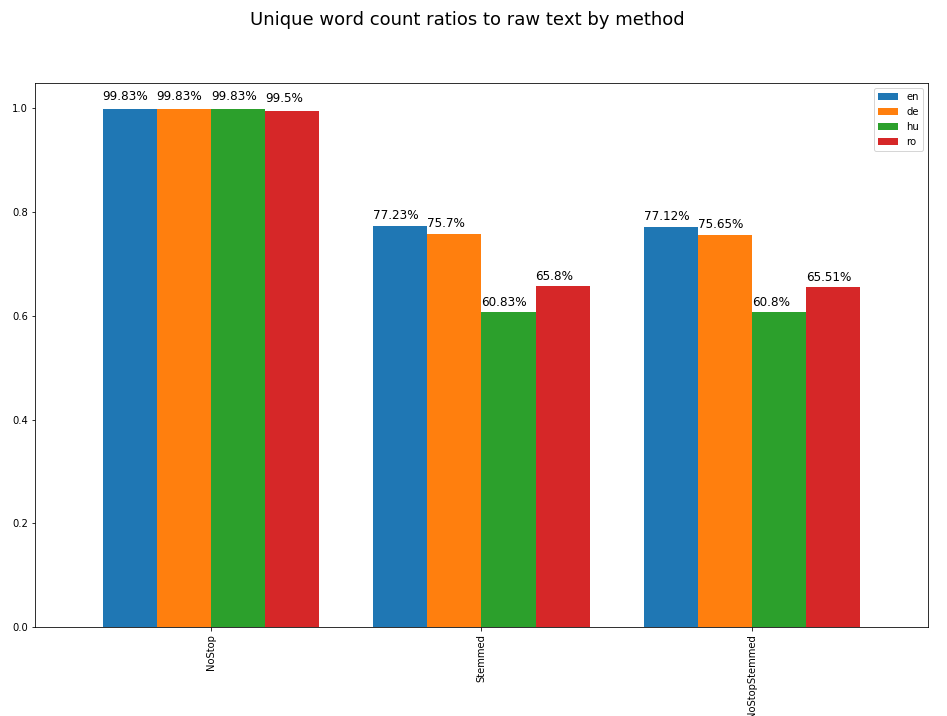 Unique word count ratios to raw text by method
99.83% 99.83% 99.83% 99.5%
77.23% 75.7% 60.83% 65.8%
77.12% 75.65% 60.8% 65.51%
en
de
hu
ro
1.0
0.8
0.6
0.4
0.2
0.0
NoStop
Stemmed
NoStopStemmed